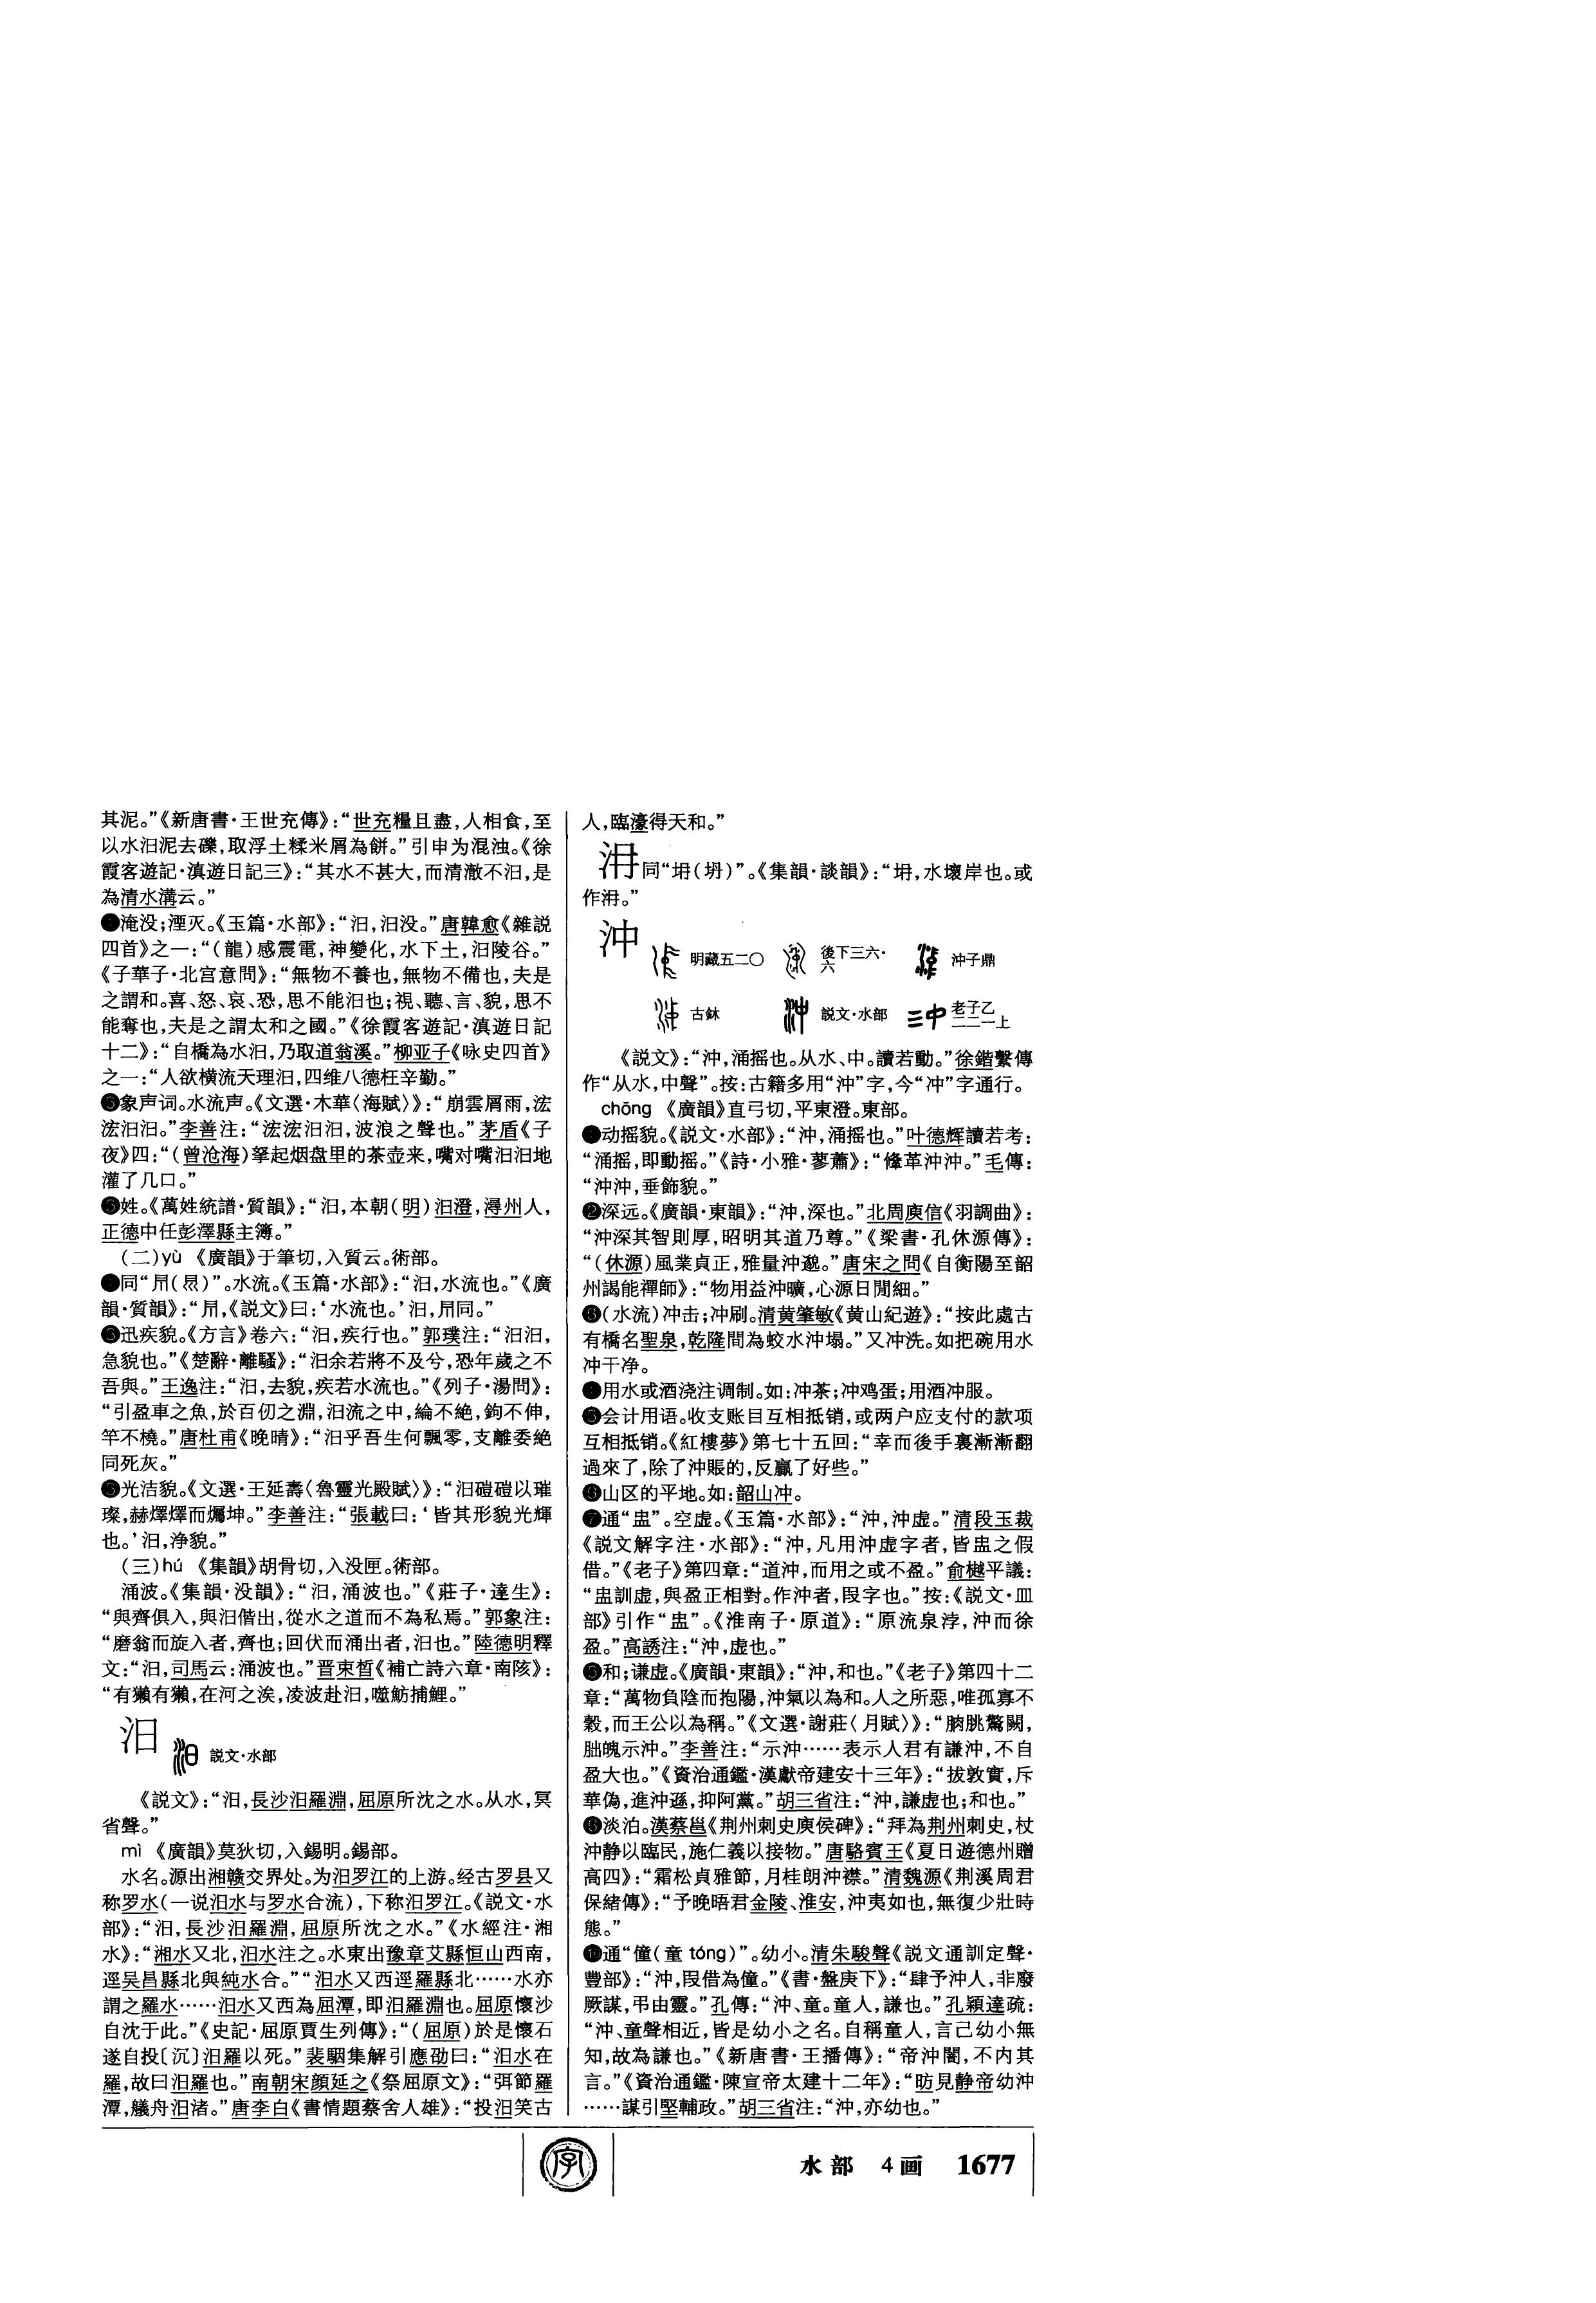 其泥。”《新唐書·王世充傳》：“世充糧且盡，人相食，至
以水汩泥去礫，取浮土糅米屑為餅。”引申为混浊。《徐
霞客遊記·滇遊日記三》：“其水不甚大，而清澈不汩，是
為清水溝云。”
淹没；湮灭。《玉篇·水部》：“汩，汩没。”唐韓愈《雜説
四首》之一：“（龍）感震電，神變化，水下土，汩陵谷。”
《子華子·北宫意問》：“無物不養也，無物不備也，夫是
之謂和。喜、怒、哀、恐，思不能汩也；視、聽、言、貌，思不
能奪也，夫是之謂太和之國。”《徐霞客遊記·滇遊日記
十二》：“自橋為水汩，乃取道翁溪。”柳亚子《咏史四首》
之一：“人欲横流天理汩，四维八德枉辛勤。”
❺象声词。水流声。《文選·木華〈海賦〉》：“崩雲屑雨，浤
浤汩汩。”李善注：“浤浤汩汩，波浪之聲也。”茅盾《子
夜》四：“（曾沧海）拏起烟盘里的茶壶来，嘴对嘴汩汩地
灌了几口。”
姓。《萬姓統譜·質韻》：“汩，本朝（明）汩澄，潯州人，
正德中任彭澤縣主簿。”
（二）yù 《廣韻》于筆切，入質云。術部。
同“㳼（㫘）”。水流。《玉篇·水部》：“汩，水流也。”《廣
韻·質韻》：“㳼，《説文》曰：‘水流也。’汩，㳼同。”
迅疾貌。《方言》卷六：“汩，疾行也。”郭璞注：“汩汩，
急貌也。”《楚辭·離騷》：“汩余若將不及兮，恐年歲之不
吾與。”王逸注：“汩，去貌，疾若水流也。”《列子·湯問》：
“引盈車之魚，於百仞之淵，汩流之中，綸不絶，鉤不伸，
竿不橈。”唐杜甫《晚晴》：“汩乎吾生何飄零，支離委絶
同死灰。”
光洁貌。《文選·王延壽〈魯靈光殿賦〉》：“汩磑磑以璀
璨，赫燡燡而爥坤。”李善注：“張載曰：‘皆其形貌光輝
也。’汩，净貌。”
（三）hú 《集韻》胡骨切，入没匣。術部。
涌波。《集韻·没韻》：“汩，涌波也。”《莊子·達生》：
“與齊俱入，與汩偕出，從水之道而不為私焉。”郭象注：
“磨翁而旋入者，齊也；回伏而涌出者，汩也。”陸德明釋
文：“汩，司馬云：涌波也。”晋束晳《補亡詩六章·南陔》：
“有獺有獺，在河之涘，凌波赴汩，噬魴捕鯉。”
汨 説文·水部
《説文》：“汨，長沙汨羅淵，屈原所沈之水。从水，冥
省聲。”
mì 《廣韻》莫狄切，入錫明。錫部。
水名。源出湘赣交界处。为汨罗江的上游。经古罗县又
称罗水（一说汨水与罗水合流），下称汨罗江。《説文·水
部》：“汨，長沙汨羅淵，屈原所沈之水。”《水經注·湘
水》：“湘水又北，汨水注之。水東出豫章艾縣恒山西南，
逕吴昌縣北與純水合。”“汨水又西逕羅縣北……水亦
謂之羅水……汨水又西為屈潭，即汨羅淵也。屈原懷沙
自沈于此。”《史記·屈原賈生列傳》：“（屈原）於是懷石
遂自投〔沉〕汨羅以死。”裴駰集解引應劭曰：“汨水在
羅，故曰汨羅也。”南朝宋顔延之《祭屈原文》：“弭節羅
潭，艤舟汨渚。”唐李白《書情題蔡舍人雄》：“投汨笑古
人，臨濠得天和。”
同“坍（坍）”。《集韻·談韻》：“坍，水壞岸也。或
作泔。”
沖 明藏五二〇 後下三六·六 沖子鼎
古鉥 説文·水部 老子乙二二一上
《説文》：“沖，涌摇也。从水、中。讀若動。”徐鍇繫傳
作“从水，中聲”。按：古籍多用“沖”字，今“冲”字通行。
chōng 《廣韻》直弓切，平東澄。東部。
动摇貌。《説文·水部》：“沖，涌摇也。”叶德辉讀若考：
“涌摇，即動摇。”《詩·小雅·蓼蕭》：“鞗革沖沖。”毛傳：
“沖沖，垂飾貌。”
❷深远。《廣韻·東韻》：“沖，深也。”北周庾信《羽調曲》：
“沖深其智則厚，昭明其道乃尊。”《梁書·孔休源傳》：
“（休源）風業貞正，雅量沖邈。”唐宋之問《自衡陽至韶
州謁能禪師》：“物用益沖曠，心源日閒細。”
（水流）冲击；冲刷。清黄肇敏《黄山紀遊》：“按此處古
有橋名聖泉，乾隆間為蛟水沖塌。”又冲洗。如把碗用水
冲干净。
用水或酒浇注调制。如：冲茶；冲鸡蛋；用酒冲服。
❺会计用语。收支账目互相抵销，或两户应支付的款项
互相抵销。《紅樓夢》第七十五回：“幸而後手裏漸漸翻
過來了，除了沖賬的，反贏了好些。”
❻山区的平地。如：韶山冲。
❼通“盅”。空虚。《玉篇·水部》：“沖，沖虚。”清段玉裁
《説文解字注·水部》：“沖，凡用沖虚字者，皆盅之假
借。”《老子》第四章：“道沖，而用之或不盈。”俞樾平議：
“盅訓虚，與盈正相對。作沖者，叚字也。”按：《説文·皿
部》引作“盅”。《淮南子·原道》：“原流泉浡，沖而徐
盈。”高誘注：“沖，虚也。”
和；谦虚。《廣韻·東韻》：“沖，和也。”《老子》第四十二
章：“萬物負陰而抱陽，沖氣以為和。人之所惡，唯孤寡不
穀，而王公以為稱。”《文選·謝莊〈月賦〉》：“朒朓驚闕，
朏魄示沖。”李善注：“示沖……表示人君有謙沖，不自
盈大也。”《資治通鑑·漢獻帝建安十三年》：“拔敦實，斥
華偽，進沖遜，抑阿黨。”胡三省注：“沖，謙虚也；和也。”
淡泊。漢蔡邕《荆州刺史庾侯碑》：“拜為荆州刺史，杖
沖静以臨民，施仁義以接物。”唐駱賓王《夏日遊德州贈
高四》：“霜松貞雅節，月桂朗沖襟。”清魏源《荆溪周君
保緒傳》：“予晚晤君金陵、淮安，沖夷如也，無復少壯時
態。”
通“僮（童 tóng）”。幼小。清朱駿聲《説文通訓定聲·
豐部》：“沖，叚借為僮。”《書·盤庚下》：“肆予沖人，非廢
厥謀，弔由靈。”孔傳：“沖、童。童人，謙也。”孔穎達疏：
“沖、童聲相近，皆是幼小之名。自稱童人，言己幼小無
知，故為謙也。”《新唐書·王播傳》：“帝沖闇，不内其
言。”《資治通鑑·陳宣帝太建十二年》：“昉見静帝幼沖
……謀引堅輔政。”胡三省注：“沖，亦幼也。”
字
水部 4画 1677